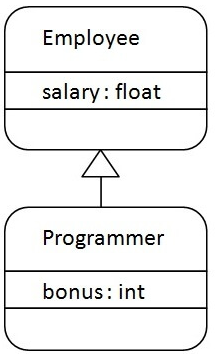 Employee
salary : float
Programmer
bonus : int